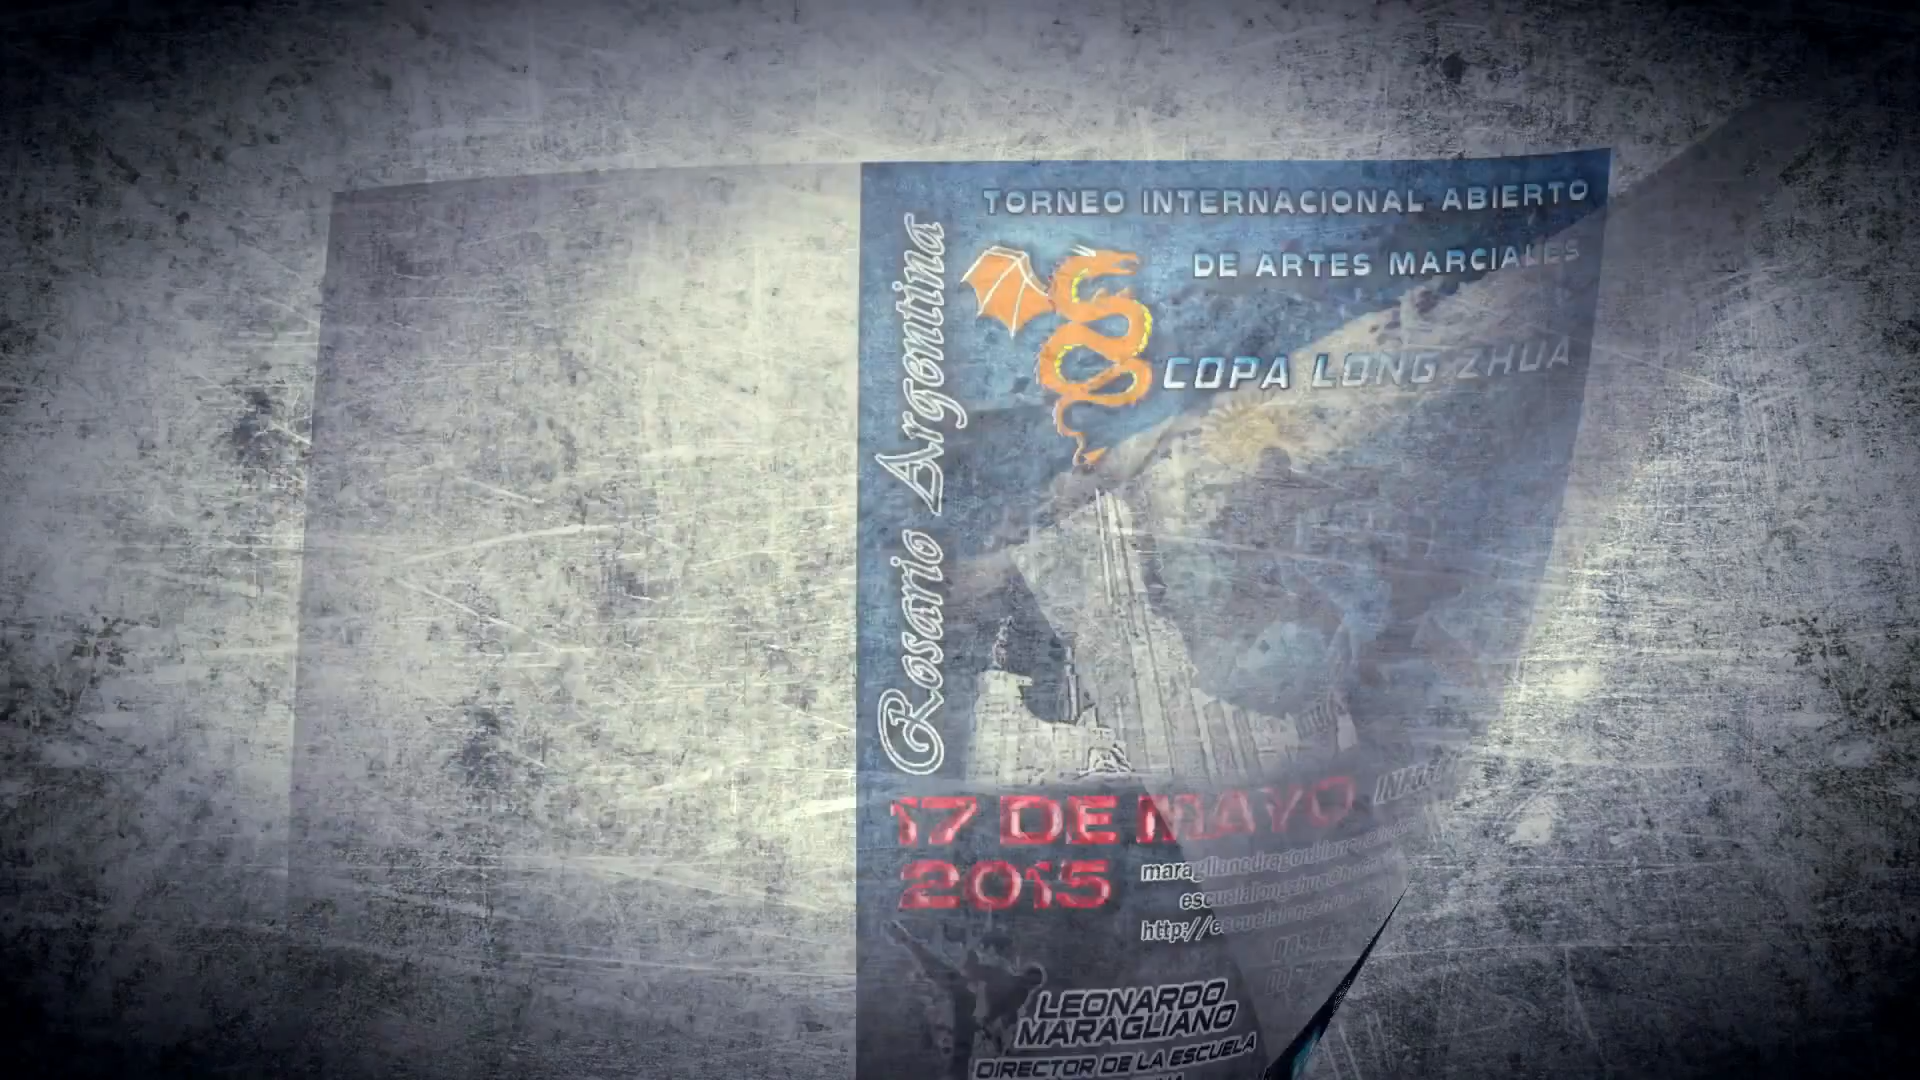 TORNEO INTERNACIONAL ABIERTO
DE ARTES MARCIALES
COPA LONG ZHUA
Rosario Argentina
17 DE MAYO
2015
LEONARDO
MARAGLIANO
DIRECTOR DE LA ESCUELA